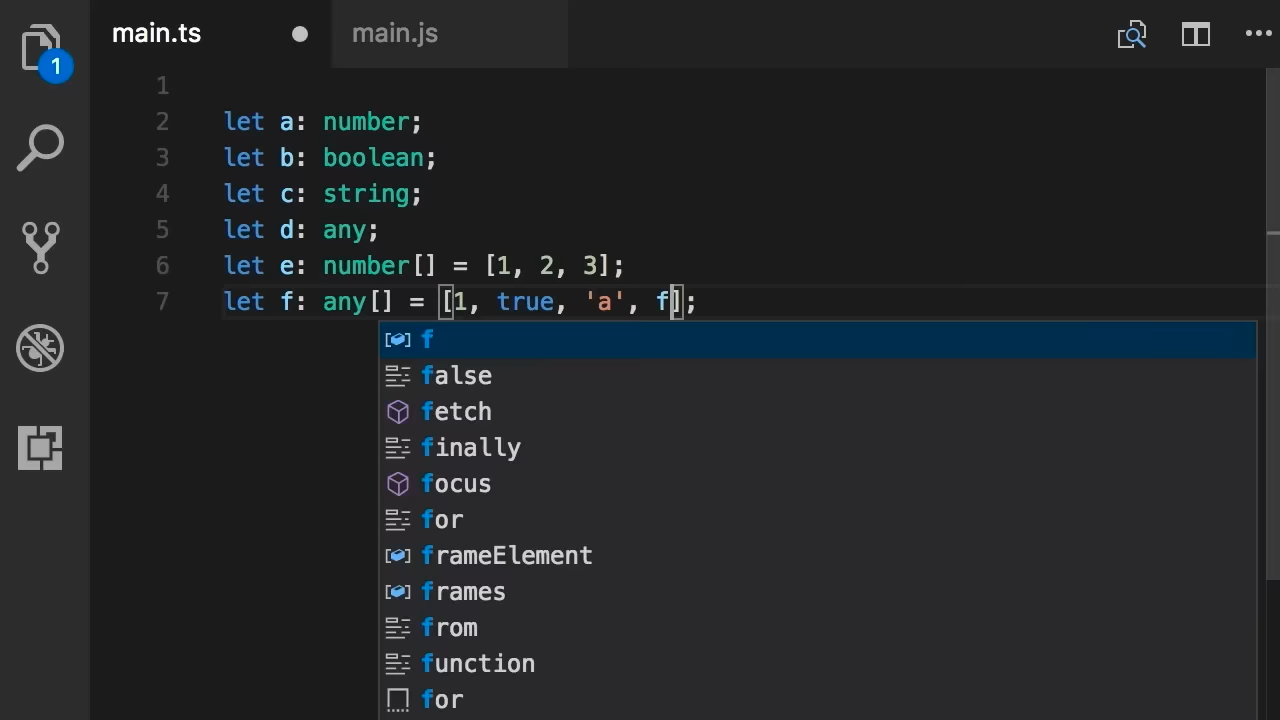 main.ts main.js
1
1
2 let a: number;
3 let b: boolean;
4 let c: string;
5 let d: any;
6 let e: number[] = [1, 2, 3];
7 let f: any[] = [1, true, 'a', f];
f
false
fetch
finally
focus
for
frameElement
frames
from
function
for